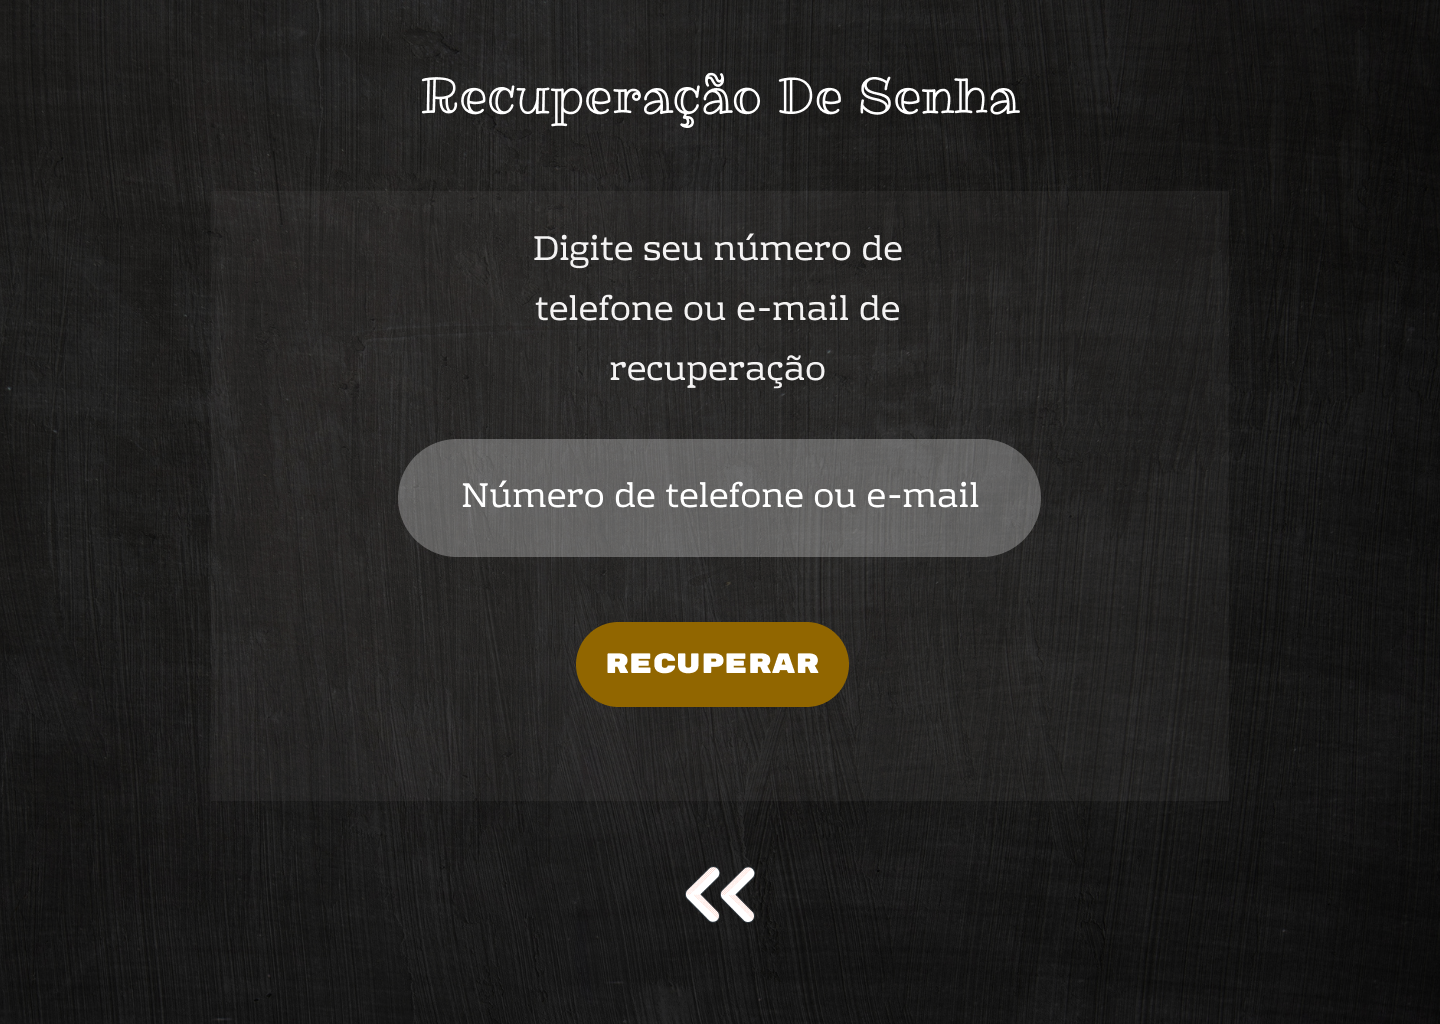 Recuperação De Senha
Digite seu número de
telefone ou e-mail de
recuperação
Número de telefone ou e-mail
RECUPERAR